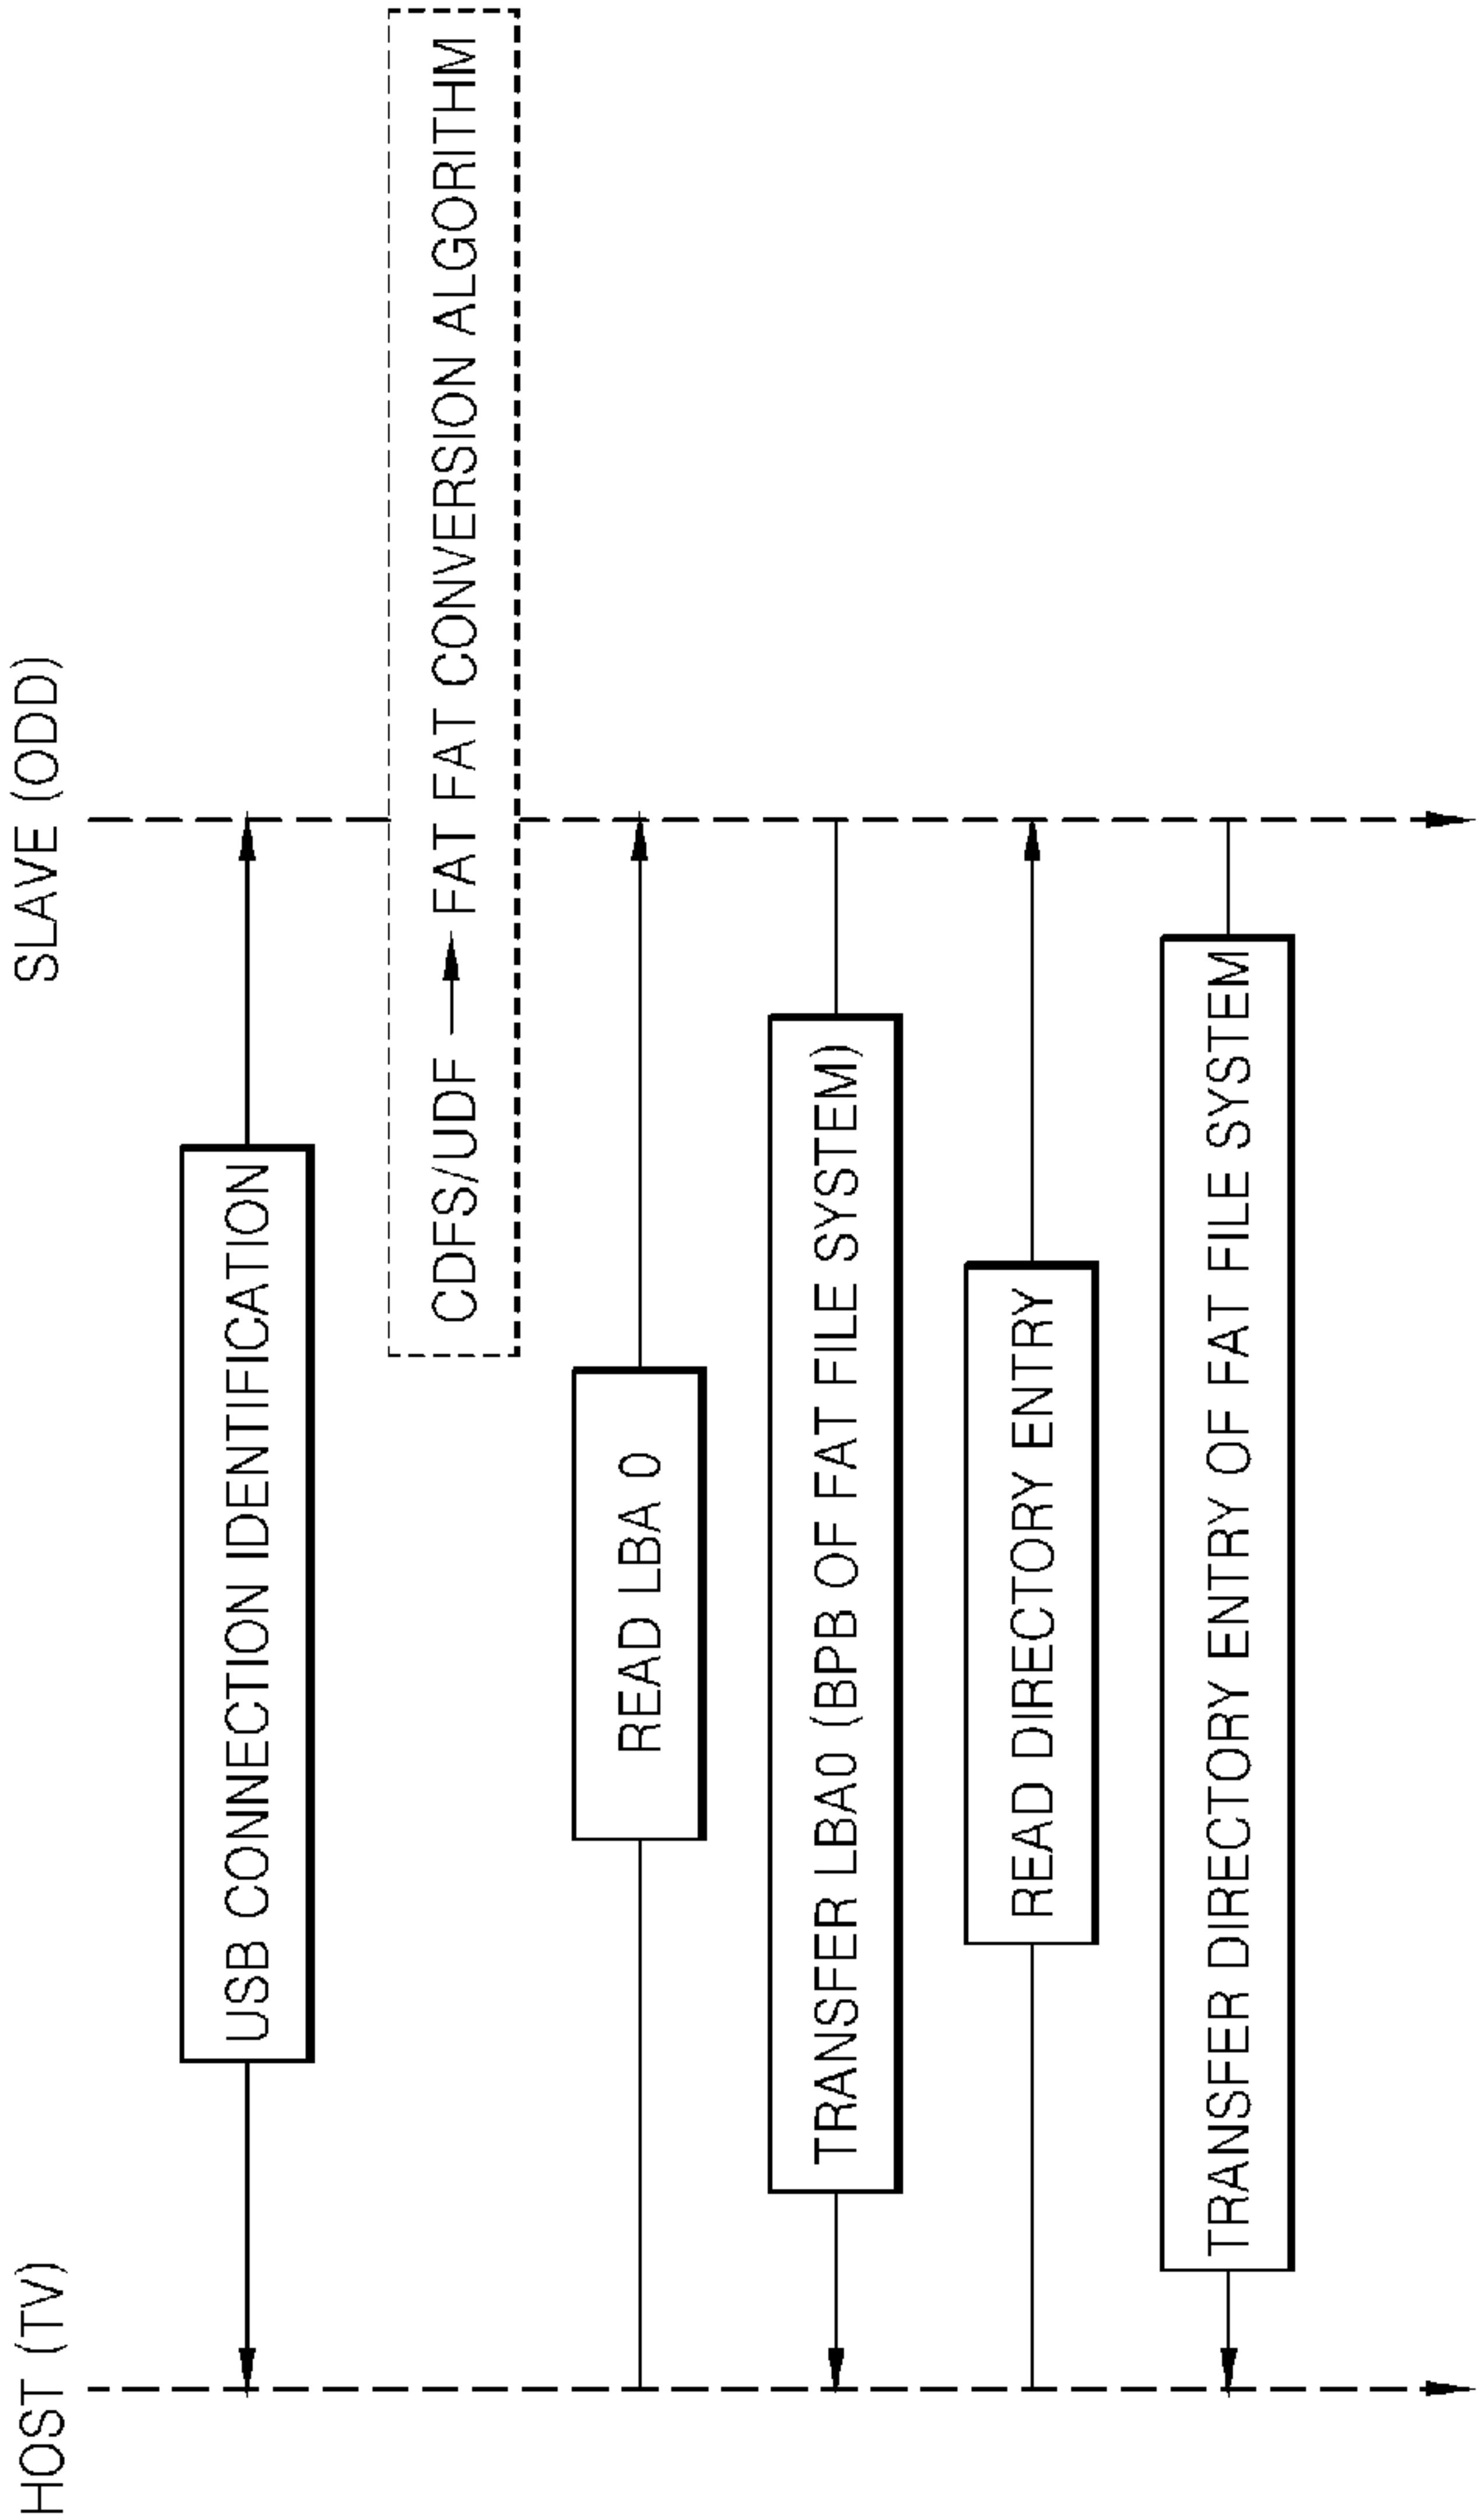 HOST (TV)
SLAVE (ODD)
USB CONNECTION IDENTIFICATION
CDFS/UDF → FAT FAT CONVERSION ALGORITHM
READ LBA 0
TRANSFER LBA0 (BPB OF FAT FILE SYSTEM)
READ DIRECTORY ENTRY
TRANSFER DIRECTORY ENTRY OF FAT FILE SYSTEM